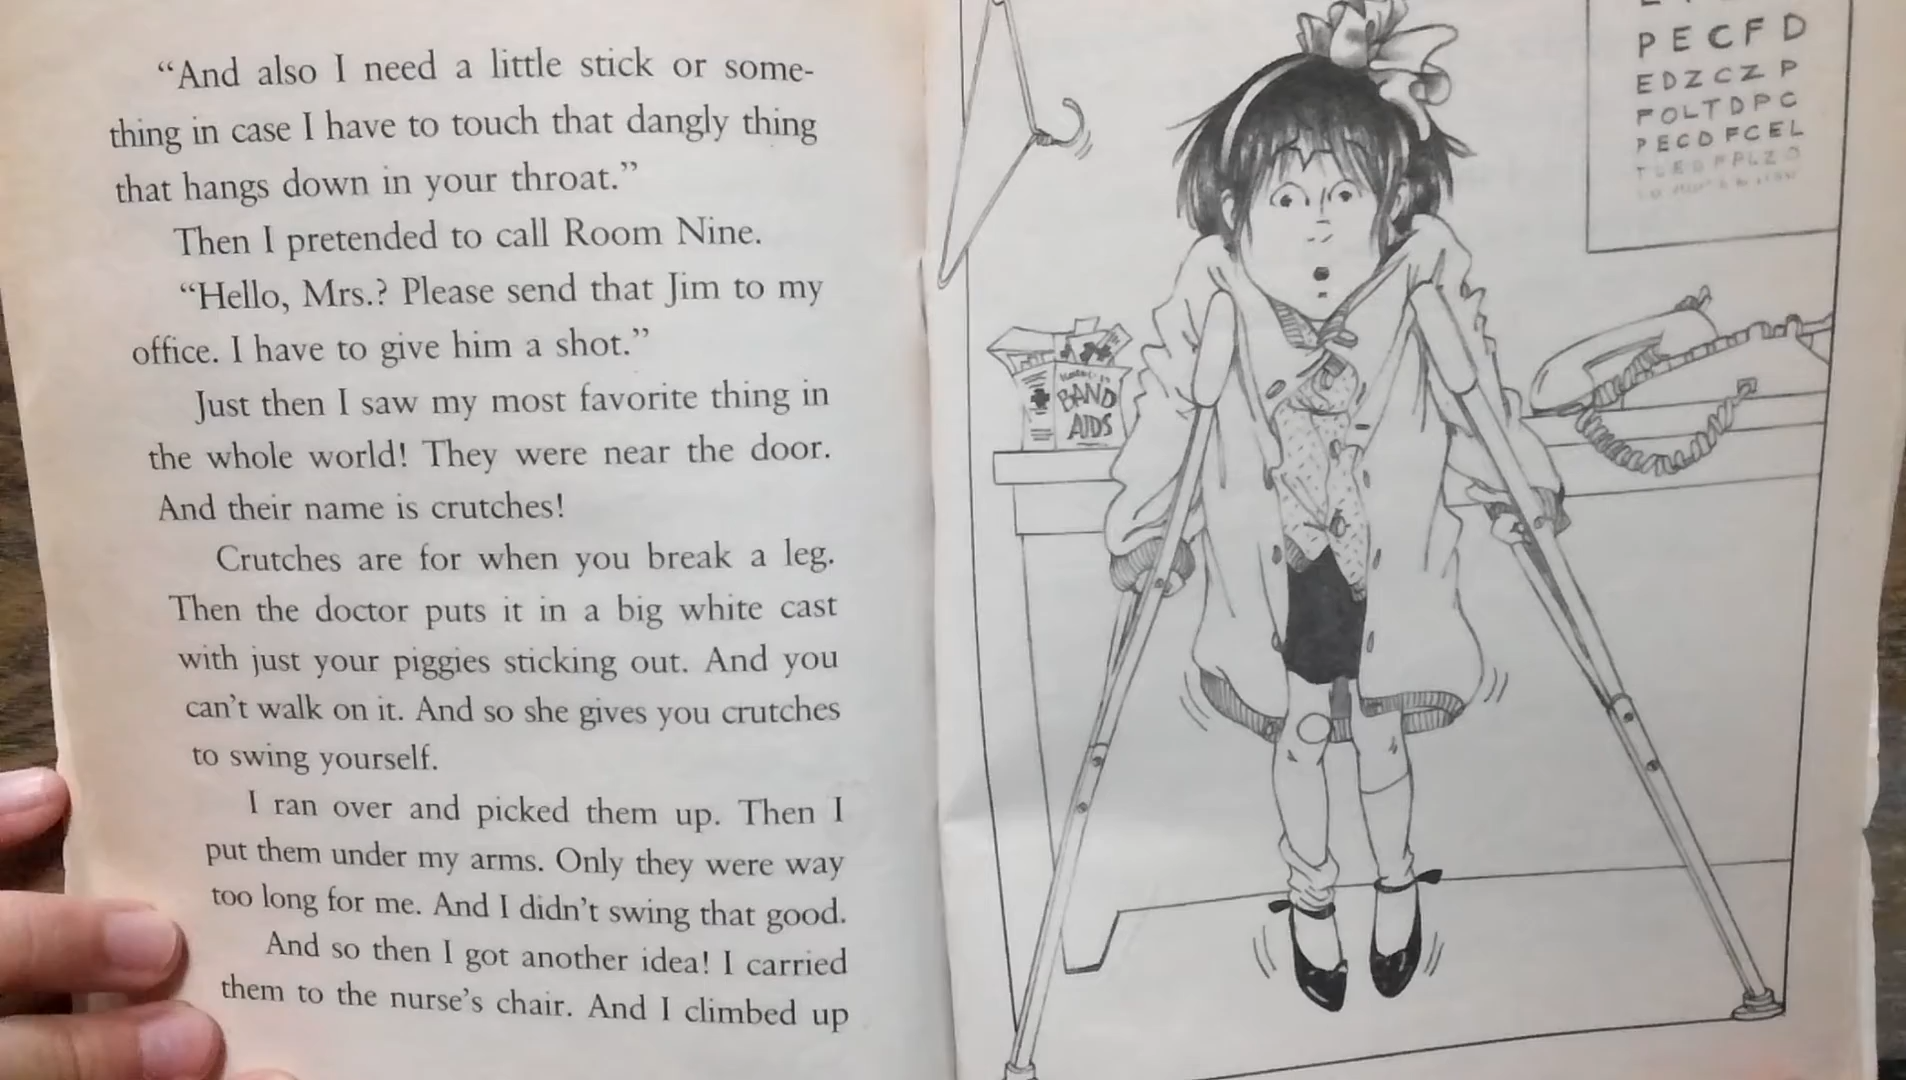 “And also I need a little stick or some-
thing in case I have to touch that dangly thing
that hangs down in your throat.”
Then I pretended to call Room Nine.
“Hello, Mrs.? Please send that Jim to my
office. I have to give him a shot.”
Just then I saw my most favorite thing in
the whole world! They were near the door.
And their name is crutches!
Crutches are for when you break a leg.
Then the doctor puts it in a big white cast
with just your piggies sticking out. And you
can’t walk on it. And so she gives you crutches
to swing yourself.
I ran over and picked them up. Then I
put them under my arms. Only they were way
too long for me. And I didn’t swing that good.
And so then I got another idea! I carried
them to the nurse’s chair. And I climbed up
PECFD
EDZCZP
FOLTDPC
PECDFCEL
BAND
AIDS